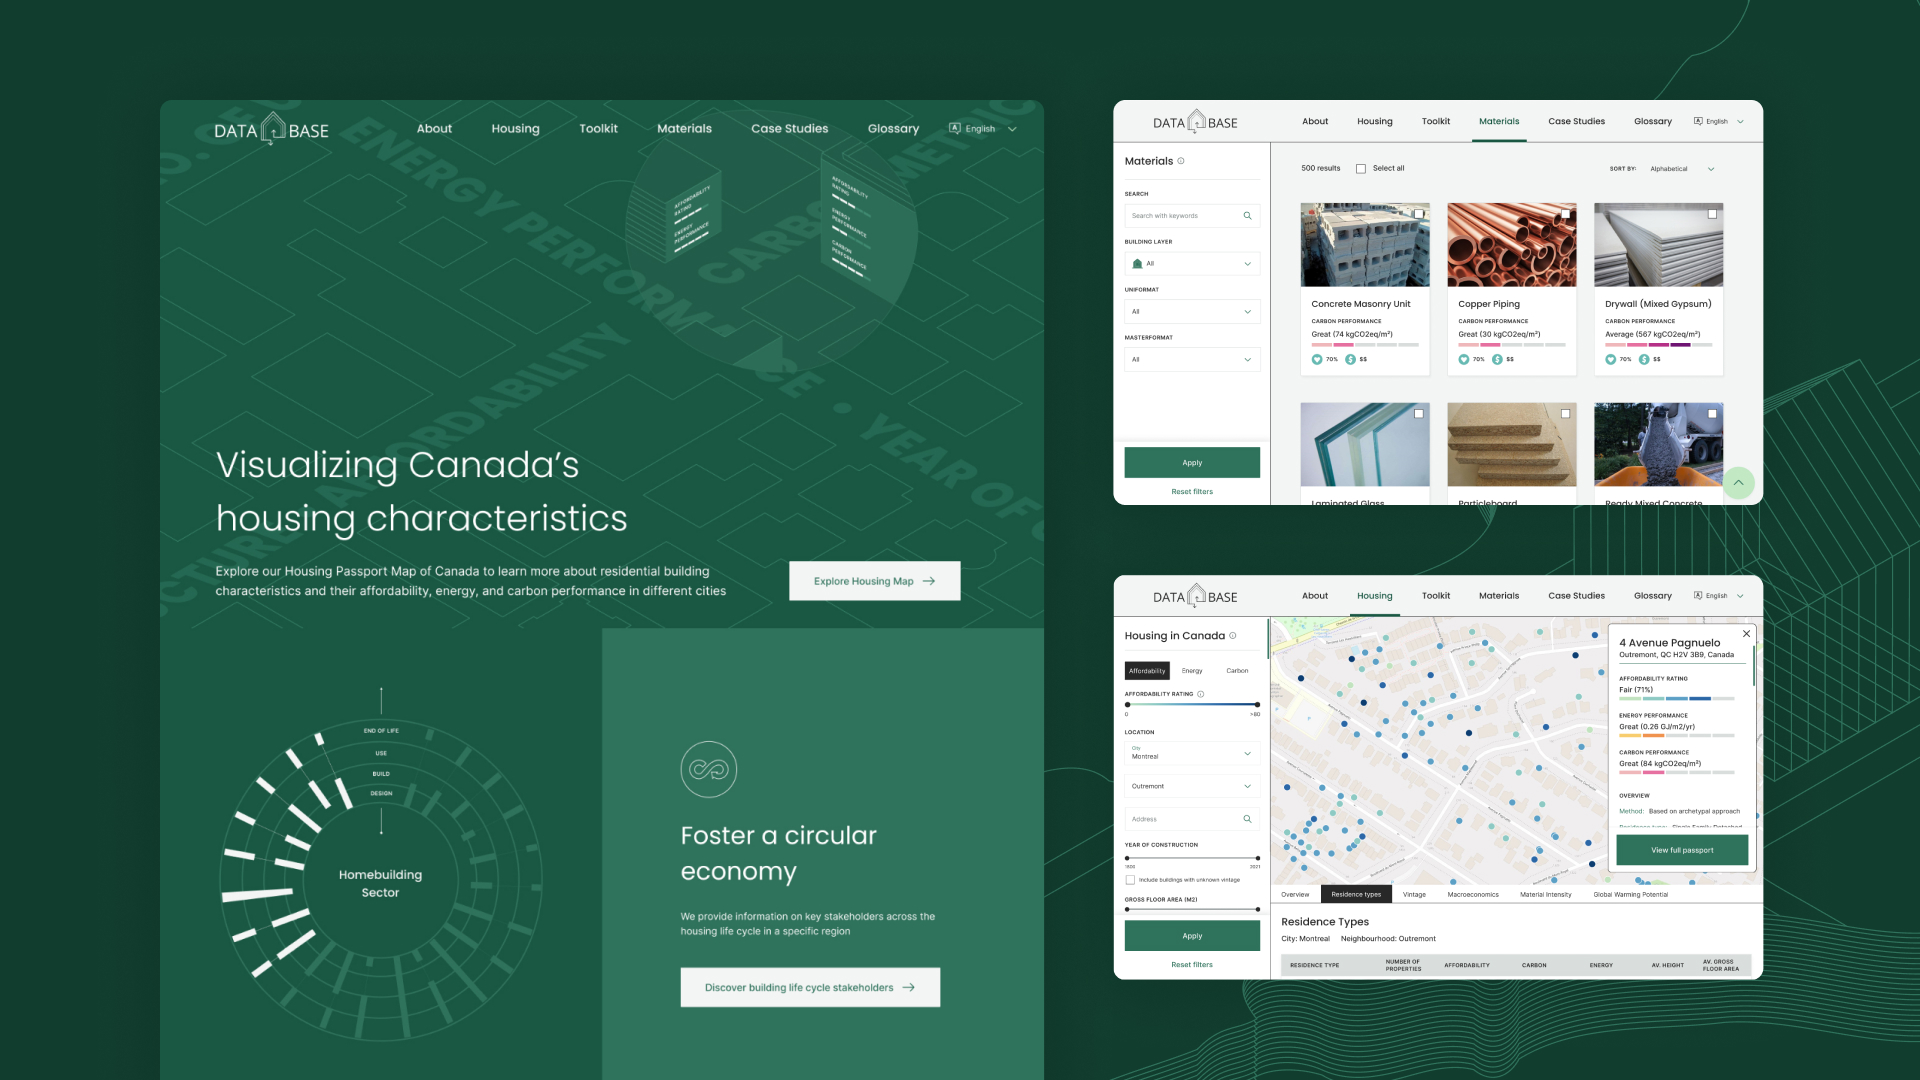 DATA BASE
About
Housing
Toolkit
Materials
Case Studies
Glossary
English
ENERGY PERFORMANCE
CARBO
METHO
AFFORDABILITY
RATING
ENERGY
PERFORMANCE
AFFORDABILITY
RATING
ENERGY
PERFORMANCE
CARBON
PERFORMANCE
AFFORDABILITY
• YEAR OF C
CTURE
Visualizing Canada's
housing characteristics
Explore our Housing Passport Map of Canada to learn more about residential building
characteristics and their affordability, energy, and carbon performance in different cities
Explore Housing Map
END OF LIFE
USE
BUILD
DESIGN
Homebuilding
Sector
Foster a circular
economy
We provide information on key stakeholders across the
housing life cycle in a specific region
Discover building life cycle stakeholders
DATA BASE
About
Housing
Toolkit
Materials
Case Studies
Glossary
English
Materials
SEARCH
Search with keywords
BUILDING LAYER
All
UNIFORMAT
All
MASTERFORMAT
All
Apply
Reset filters
500 results
Select all
SORT BY:
Alphabetical
Concrete Masonry Unit
CARBON PERFORMANCE
Great (74 kgCO2eq/m²)
70% $ $$
Copper Piping
CARBON PERFORMANCE
Great (30 kgCO2eq/m²)
70% $ $$
Drywall (Mixed Gypsum)
CARBON PERFORMANCE
Average (567 kgCO2eq/m²)
70% $ $$
Laminated Glass
Particleboard
Ready Mixed Concrete
DATA BASE
About
Housing
Toolkit
Materials
Case Studies
Glossary
English
Housing in Canada
Affordability
Energy
Carbon
AFFORDABILITY RATING
0
>80
LOCATION
City
Montreal
Outremont
Address
YEAR OF CONSTRUCTION
1800
2021
Include buildings with unknown vintage
GROSS FLOOR AREA (M2)
Apply
Reset filters
4 Avenue Pagnuelo
Outremont, QC H2V 3B9, Canada
AFFORDABILITY RATING
Fair (71%)
ENERGY PERFORMANCE
Great (0.26 GJ/m2/yr)
CARBON PERFORMANCE
Great (84 kgCO2eq/m²)
OVERVIEW
Method: Based on archetypal approach
Residence type: Single Family Detached
View full passport
Overview
Residence types
Vintage
Macroeconomics
Material Intensity
Global Warming Potential
Residence Types
City: Montreal Neighbourhood: Outremont
RESIDENCE TYPE
NUMBER OF
PROPERTIES
AFFORDABILITY
CARBON
ENERGY
AV. HEIGHT
AV. GROSS
FLOOR AREA